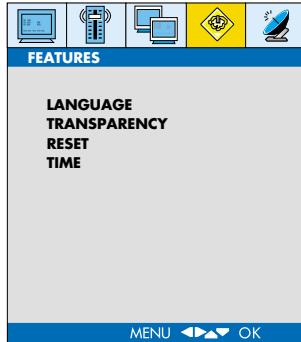 FEATURES
LANGUAGE
TRANSPARENCY
RESET
TIME
MENU OK